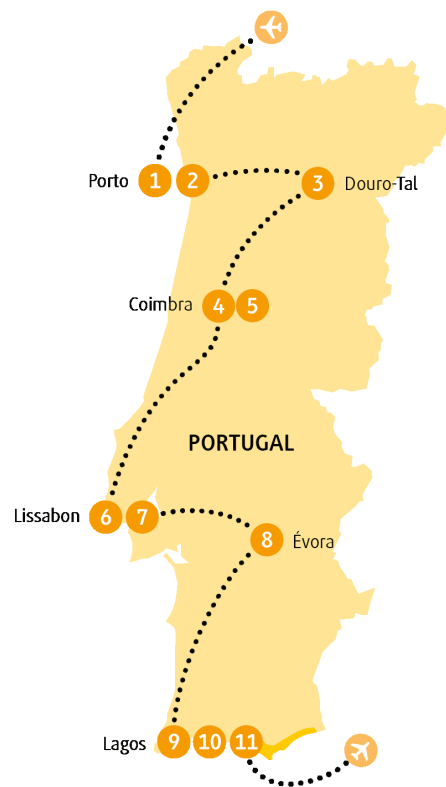 Porto 1 2 3 Douro-Tal
Coimbra 4 5
PORTUGAL
Lissabon 6 7
8 Évora
Lagos 9 10 11